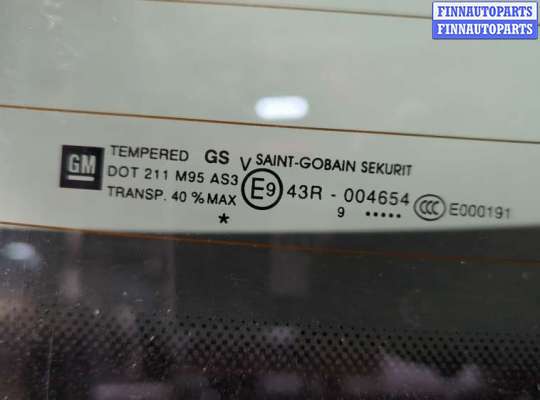 FINNAUTOPARTS
FINNAUTOPARTS
GM
TEMPERED GS V SAINT-GOBAIN SEKURIT
DOT 211 M95 AS3
E9 43R - 004654 CCC E000191
TRANSP. 40 % MAX
9 •••••
*